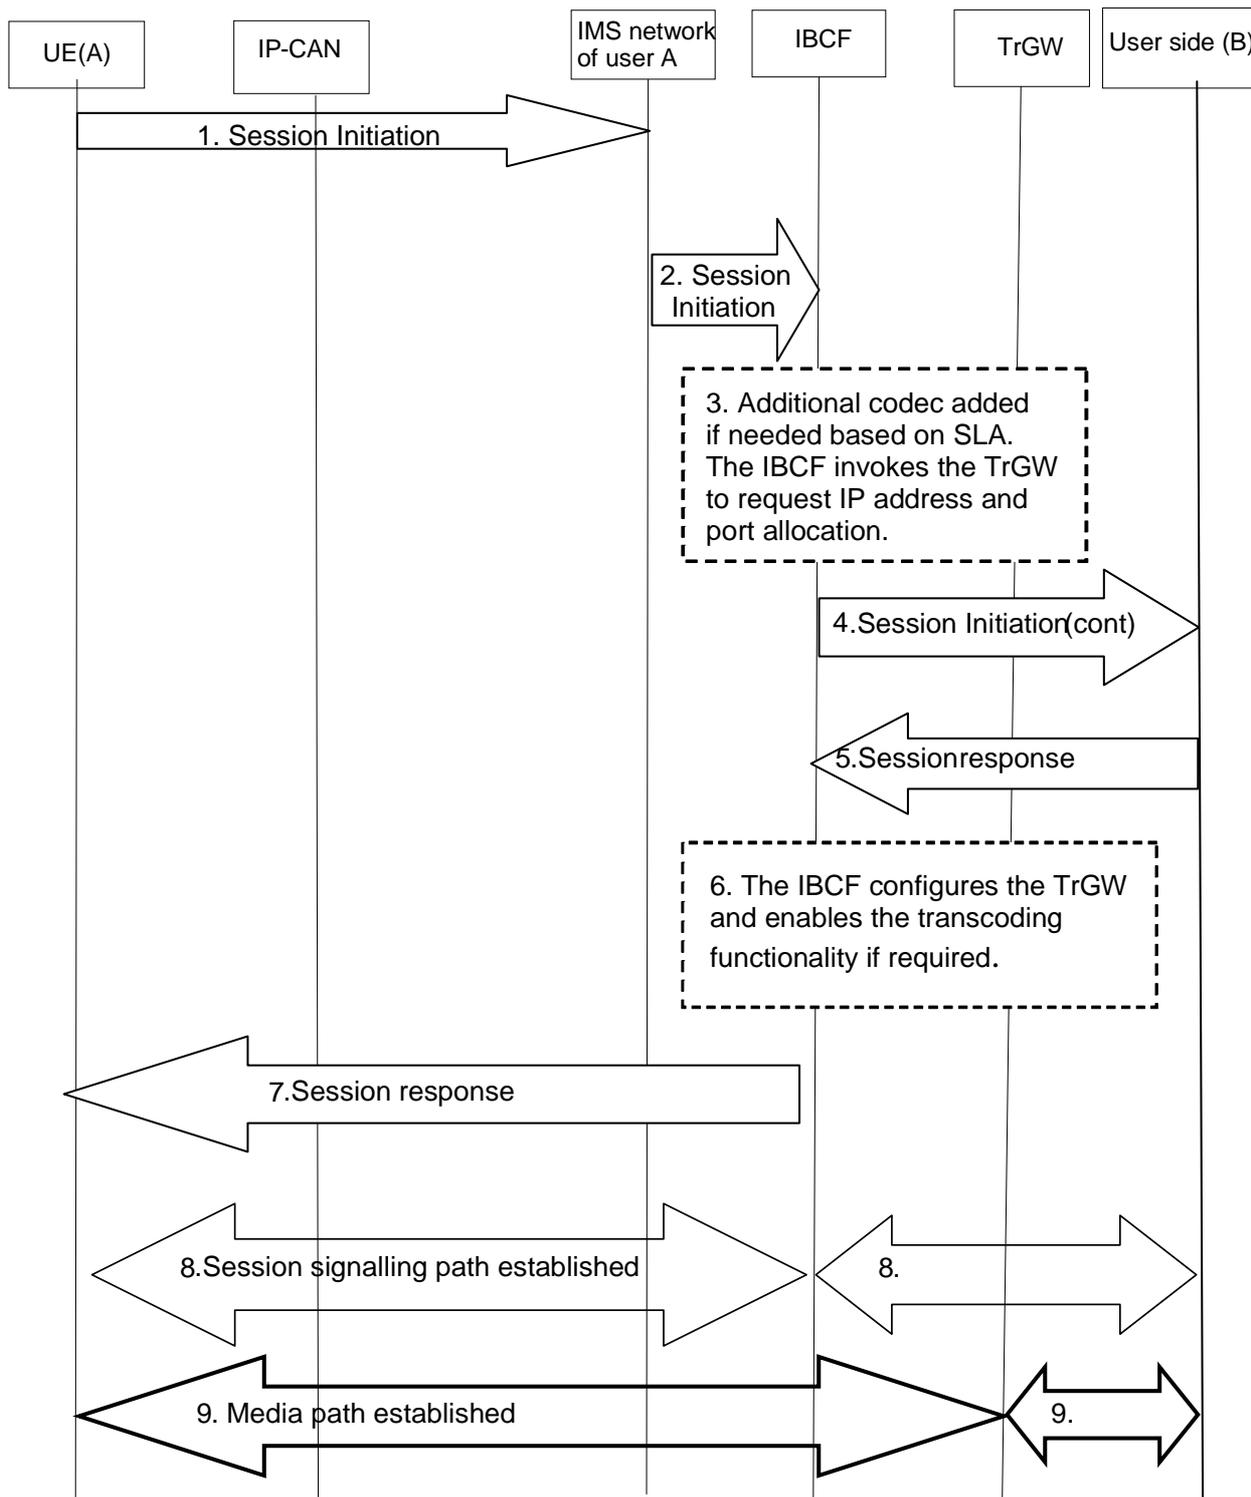 UE(A)
IP-CAN
IMS network
of user A
IBCF
TrGW
User side (B)
1. Session Initiation
2. Session
Initiation
3. Additional codec added
if needed based on SLA.
The IBCF invokes the TrGW
to request IP address and
port allocation.
4.Session Initiation(cont)
5.Sessionresponse
6. The IBCF configures the TrGW
and enables the transcoding
functionality if required.
7.Session response
8.Session signalling path established
8.
9. Media path established
9.